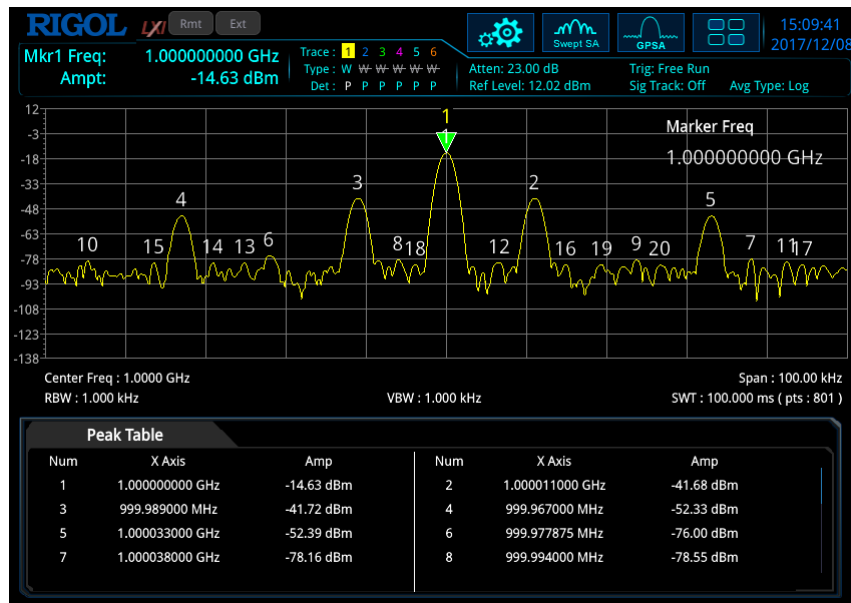 RIGOL LXI Rmt Ext
Swept SA GPSA 15:09:41
2017/12/08
Mkr1 Freq: 1.000000000 GHz
Ampt: -14.63 dBm
Trace: 1 2 3 4 5 6
Type: W W W W W W
Det: P P P P P P
Atten: 23.00 dB Trig: Free Run
Ref Level: 12.02 dBm Sig Track: Off Avg Type: Log
12
-3
-18
-33
-48
-63
-78
-93
-108
-123
-138
Marker Freq
1.000000000 GHz
1
1
3 2
4 5
10 15 14 13 6 8 18 12 16 19 9 20 7 11 17
Center Freq : 1.0000 GHz Span : 100.00 kHz
RBW : 1.000 kHz VBW : 1.000 kHz SWT : 100.000 ms ( pts : 801 )
Peak Table
Num X Axis Amp Num X Axis Amp
1 1.000000000 GHz -14.63 dBm 2 1.000011000 GHz -41.68 dBm
3 999.989000 MHz -41.72 dBm 4 999.967000 MHz -52.33 dBm
5 1.000033000 GHz -52.39 dBm 6 999.977875 MHz -76.00 dBm
7 1.000038000 GHz -78.16 dBm 8 999.994000 MHz -78.55 dBm